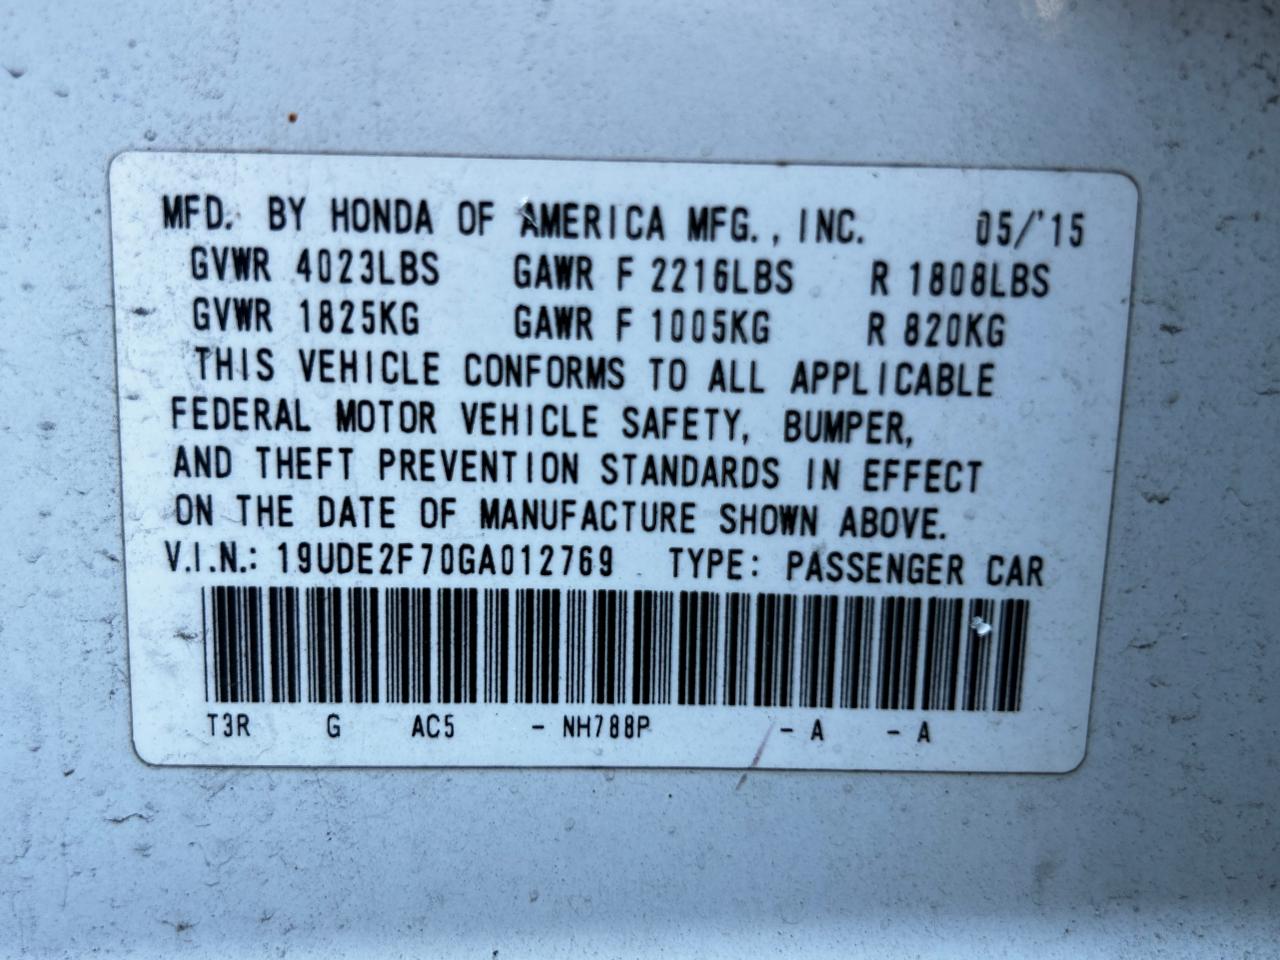 MFD. BY HONDA OF AMERICA MFG., INC. 05/'15
GVWR 4023LBS GAWR F 2216LBS R 1808LBS
GVWR 1825KG GAWR F 1005KG R 820KG
THIS VEHICLE CONFORMS TO ALL APPLICABLE
FEDERAL MOTOR VEHICLE SAFETY, BUMPER,
AND THEFT PREVENTION STANDARDS IN EFFECT
ON THE DATE OF MANUFACTURE SHOWN ABOVE.
V.I.N.: 19UDE2F70GA012769 TYPE: PASSENGER CAR
T3R G AC5 - NH788P - A - A